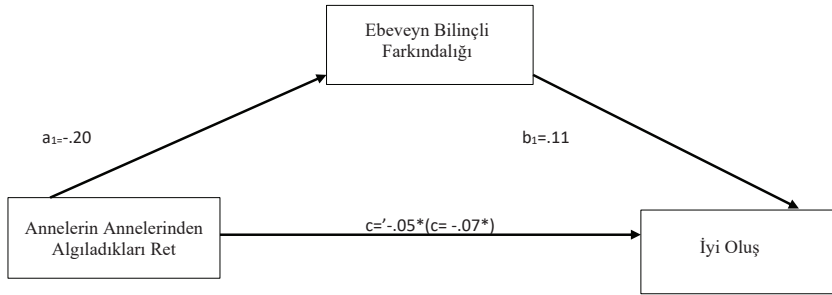 Ebeveyn Bilinçli
Farkındalığı
a1=-.20
b1=.11
Annelerin Annelerinden
Algıladıkları Ret
c='-.05*(c= -.07*)
İyi Oluş